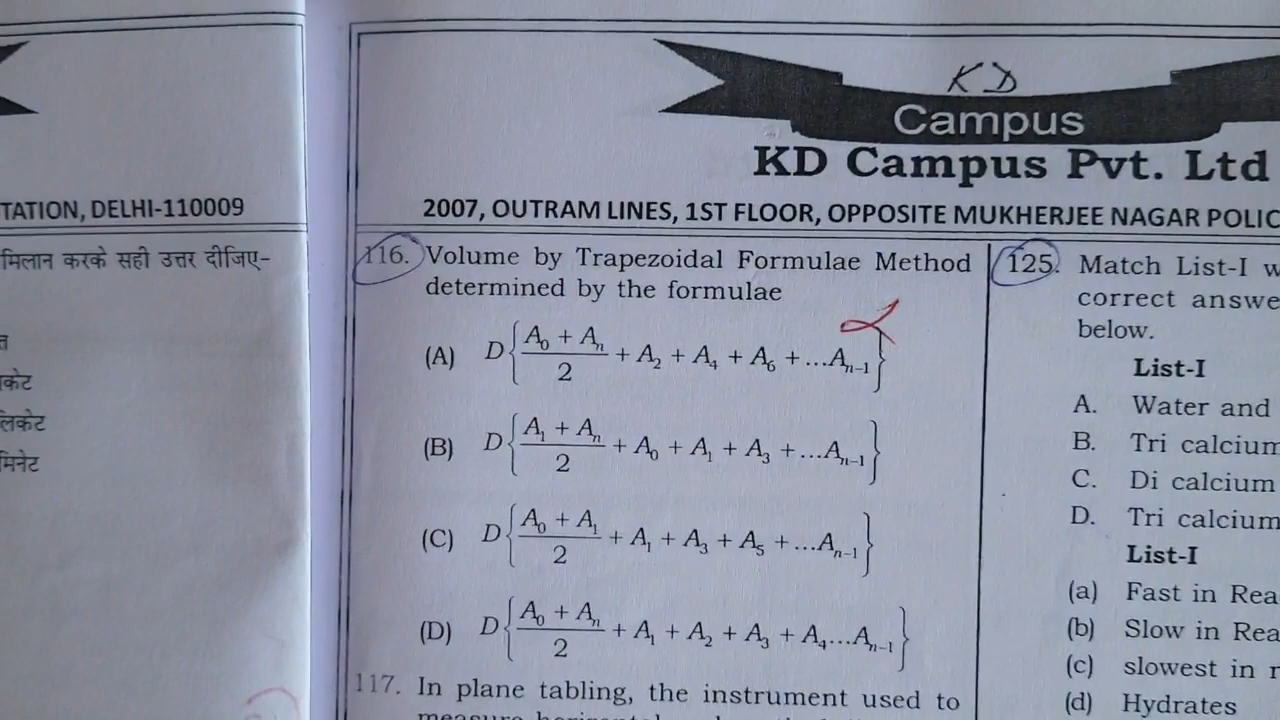 TATION, DELHI-110009
मिलान करके सही उत्तर दीजिए–
त
केट
लिकेट
मिनेट
KD
Campus
KD Campus Pvt. Ltd
2007, OUTRAM LINES, 1ST FLOOR, OPPOSITE MUKHERJEE NAGAR POLIC
116. Volume by Trapezoidal Formulae Method
determined by the formulae
(A) D{(A₀ + Aₙ)/2 + A₂ + A₄ + A₆ + ...Aₙ₋₁}
(B) D{(A₁ + Aₙ)/2 + A₀ + A₁ + A₃ + ...Aₙ₋₁}
(C) D{(A₀ + A₁)/2 + A₁ + A₃ + A₅ + ...Aₙ₋₁}
(D) D{(A₀ + Aₙ)/2 + A₁ + A₂ + A₃ + A₄...Aₙ₋₁}
117. In plane tabling, the instrument used to
125. Match List-I w
correct answe
below.
List-I
A. Water and
B. Tri calcium
C. Di calcium
D. Tri calcium
List-I
(a) Fast in Rea
(b) Slow in Rea
(c) slowest in r
(d) Hydrates